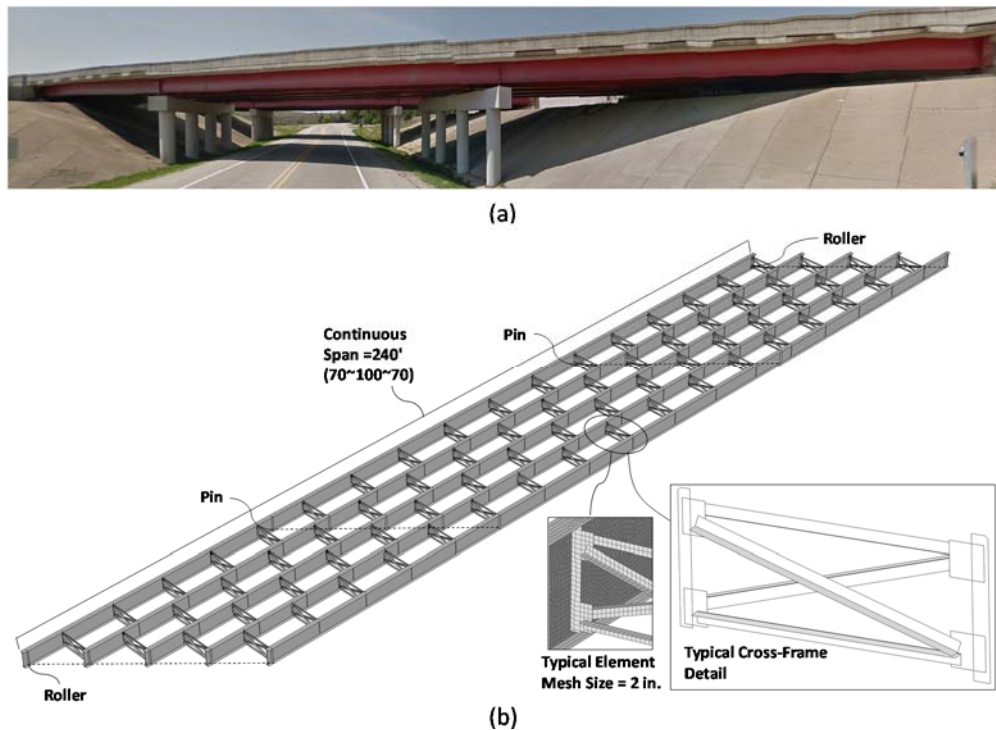 (a)
Roller
Continuous
Span =240'
(70~100~70)
Pin
Pin
Roller
Typical Element
Mesh Size = 2 in.
Typical Cross-Frame
Detail
(b)